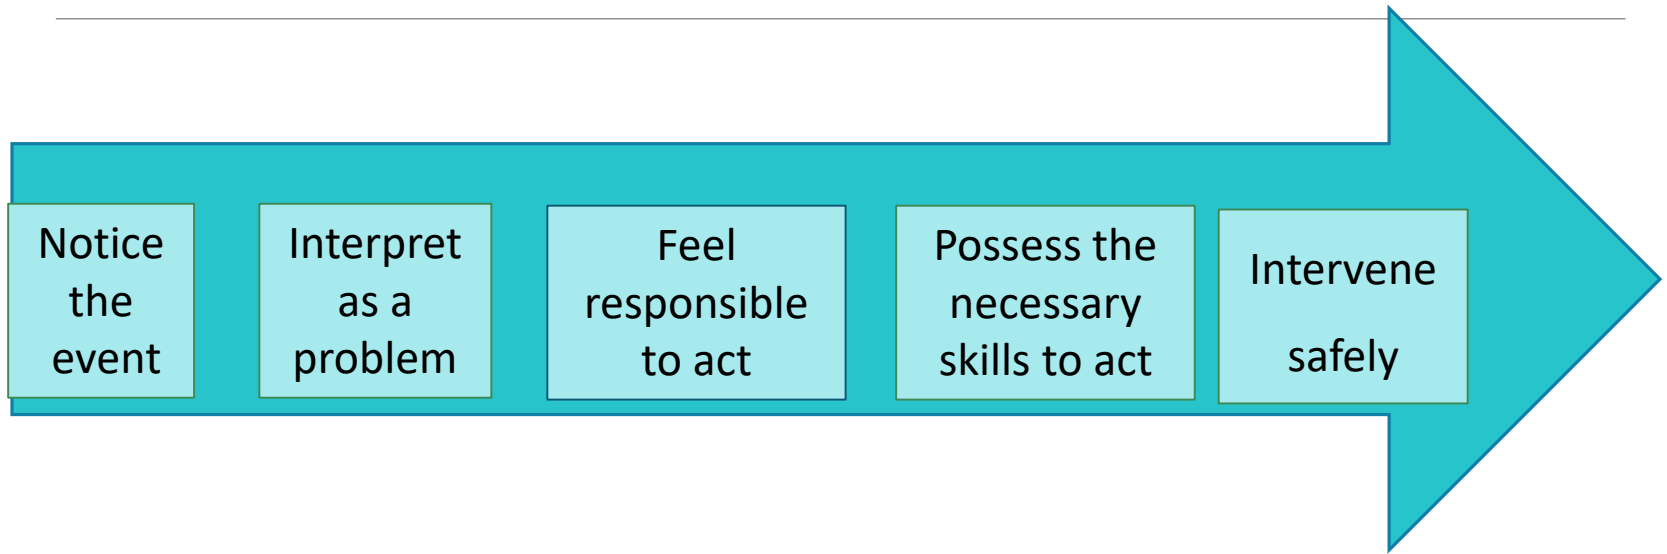 Notice
the
event
Interpret
as a
problem
Feel
responsible
to act
Possess the
necessary
skills to act
Intervene
safely